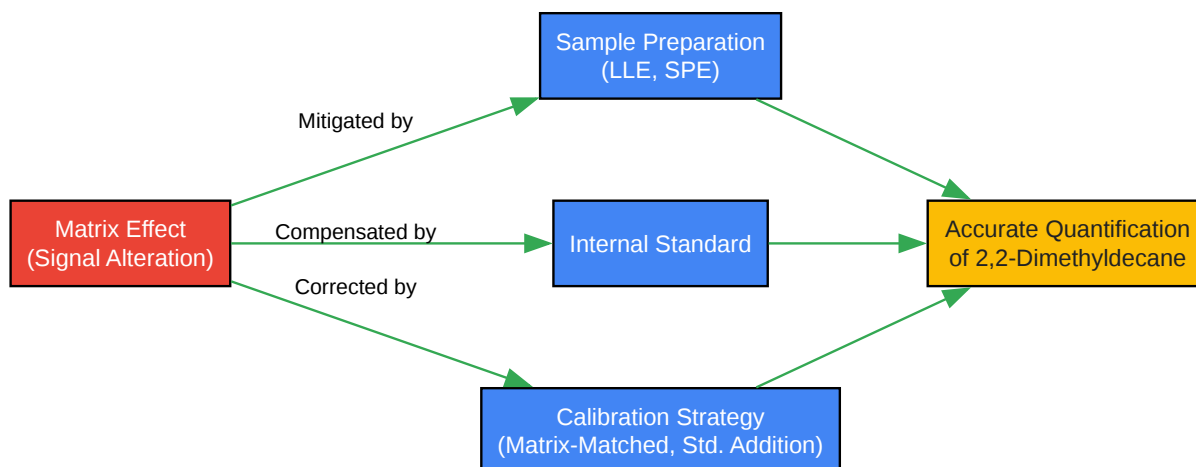 Sample Preparation
(LLE, SPE)
Mitigated by
Matrix Effect
(Signal Alteration)
Compensated by
Internal Standard
Accurate Quantification
of 2,2-Dimethyldecane
Corrected by
Calibration Strategy
(Matrix-Matched, Std. Addition)